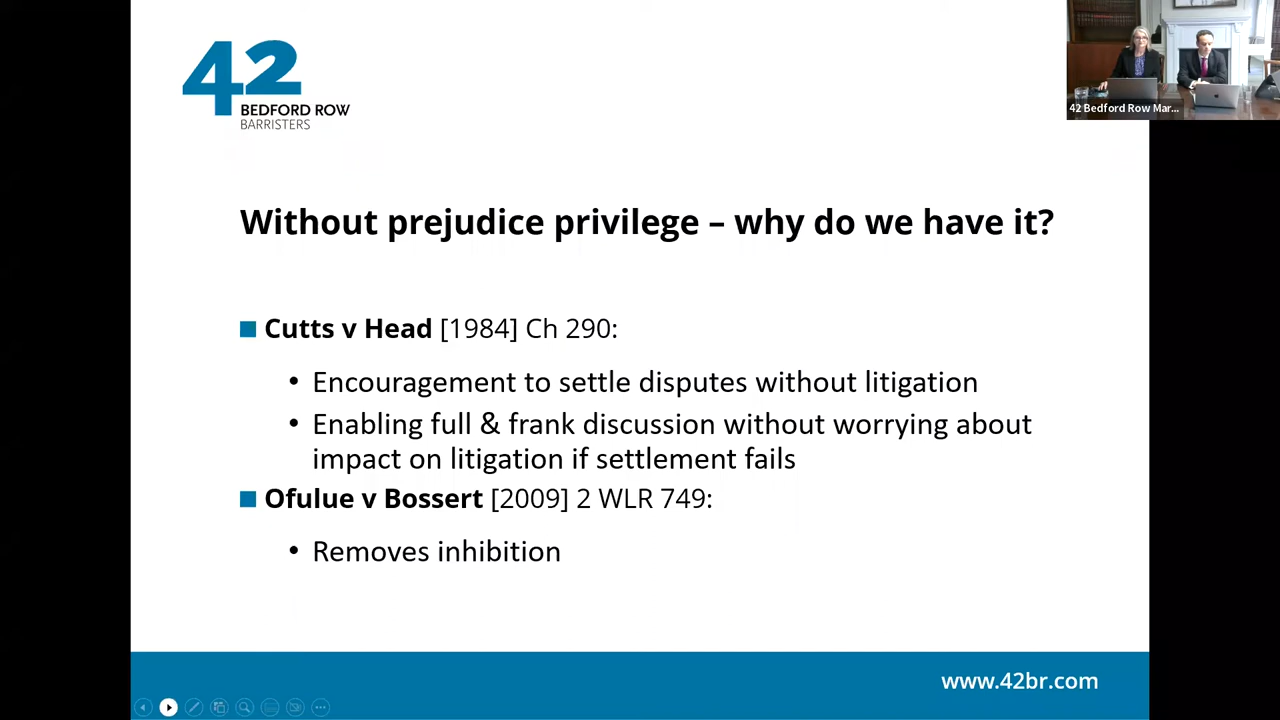 42
BEDFORD ROW
BARRISTERS
42 Bedford Row Mar...
Without prejudice privilege – why do we have it?
Cutts v Head [1984] Ch 290:
• Encouragement to settle disputes without litigation
• Enabling full & frank discussion without worrying about
impact on litigation if settlement fails
Ofulue v Bossert [2009] 2 WLR 749:
• Removes inhibition
www.42br.com